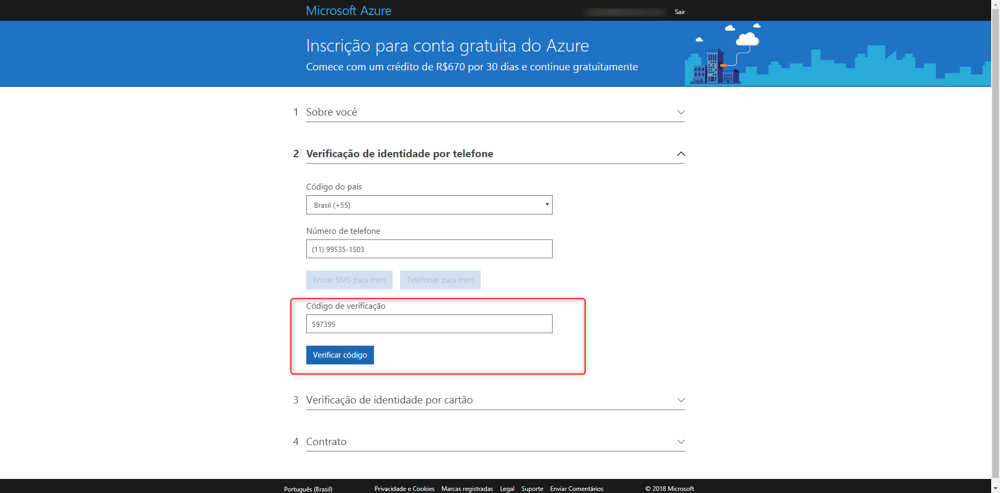 Microsoft Azure
Sair
Inscrição para conta gratuita do Azure
Comece com um crédito de R$670 por 30 dias e continue gratuitamente
1 Sobre você
2 Verificação de identidade por telefone
Código do país
Brasil (+55)
Número de telefone
(11) 99535-1503
Enviar SMS para mim Telefonar para mim
Código de verificação
597395
Verificar código
3 Verificação de identidade por cartão
4 Contrato
Português (Brasil) Privacidade e Cookies Marcas registradas Legal Suporte Enviar Comentários © 2018 Microsoft